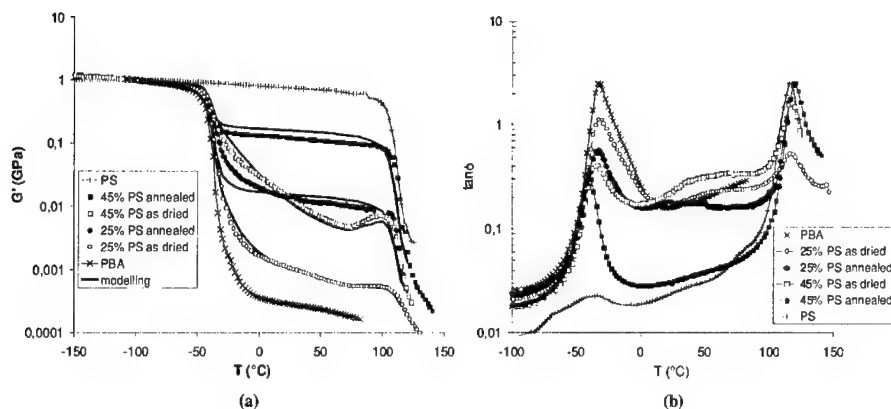 10
1
0,1
0,01
0,001
0,0001
G' (GPa)
PS
45% PS annealed
45% PS as dried
25% PS annealed
25% PS as dried
PBA
modelling
-150 -100 -50 0 50 100 150
T (°C)
(a)
10
1
0,1
0,01
tanδ
PBA
25% PS as dried
25% PS annealed
45% PS as dried
45% PS annealed
PS
-100 -50 0 50 100 150
T (°C)
(b)